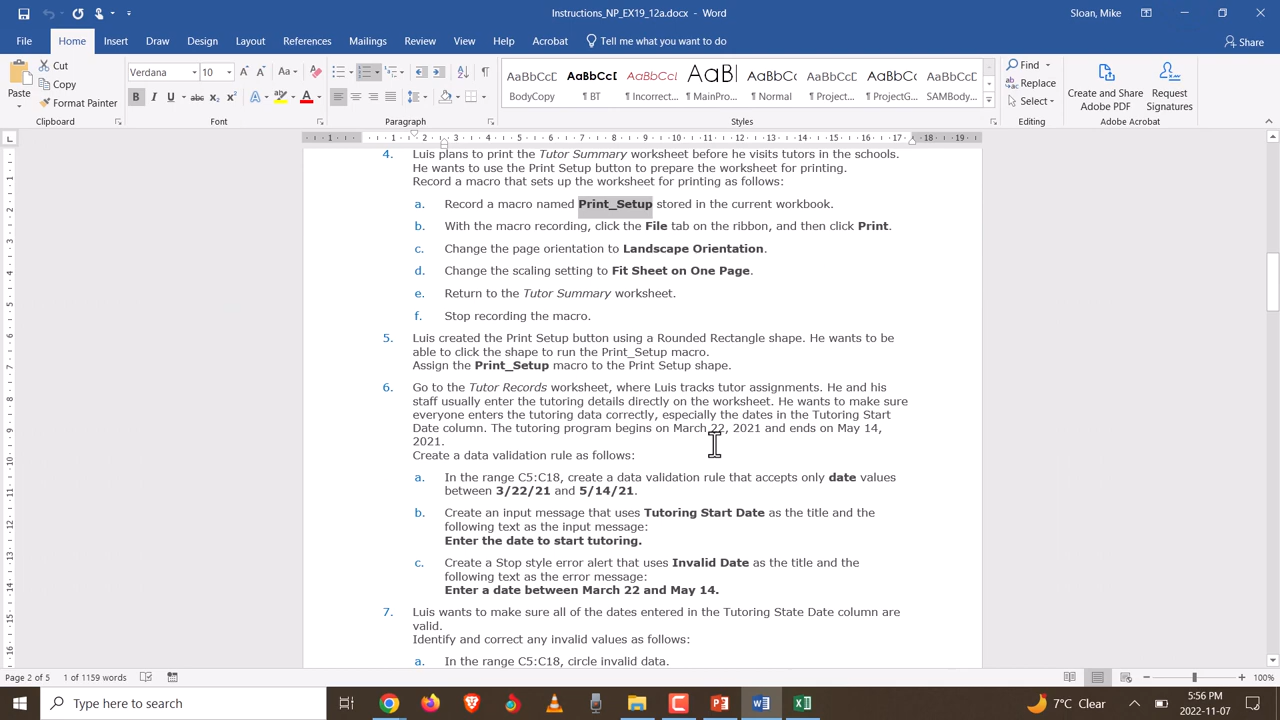 Instructions_NP_EX19_12a.docx - Word
Sloan, Mike
File Home Insert Draw Design Layout References Mailings Review View Help Acrobat Tell me what you want to do Share
Paste
Cut
Copy
Format Painter
Clipboard
Verdana 10
Font
Paragraph
AaBbCcD AaBbCcI AaBbCcD AaBl AaBbCc AaBbCcD AaBbCc AaBbCcD
BodyCopy ¶ BT ¶ Incorrect... ¶ MainPro... ¶ Normal ¶ Project... ¶ ProjectG... SAMBody...
Styles
Find
Replace
Select
Editing
Create and Share Adobe PDF
Request Signatures
Adobe Acrobat
4. Luis plans to print the Tutor Summary worksheet before he visits tutors in the schools.
He wants to use the Print Setup button to prepare the worksheet for printing.
Record a macro that sets up the worksheet for printing as follows:
a. Record a macro named Print_Setup stored in the current workbook.
b. With the macro recording, click the File tab on the ribbon, and then click Print.
c. Change the page orientation to Landscape Orientation.
d. Change the scaling setting to Fit Sheet on One Page.
e. Return to the Tutor Summary worksheet.
f. Stop recording the macro.
5. Luis created the Print Setup button using a Rounded Rectangle shape. He wants to be
able to click the shape to run the Print_Setup macro.
Assign the Print_Setup macro to the Print Setup shape.
6. Go to the Tutor Records worksheet, where Luis tracks tutor assignments. He and his
staff usually enter the tutoring details directly on the worksheet. He wants to make sure
everyone enters the tutoring data correctly, especially the dates in the Tutoring Start
Date column. The tutoring program begins on March 22, 2021 and ends on May 14,
2021.
Create a data validation rule as follows:
a. In the range C5:C18, create a data validation rule that accepts only date values
between 3/22/21 and 5/14/21.
b. Create an input message that uses Tutoring Start Date as the title and the
following text as the input message:
Enter the date to start tutoring.
c. Create a Stop style error alert that uses Invalid Date as the title and the
following text as the error message:
Enter a date between March 22 and May 14.
7. Luis wants to make sure all of the dates entered in the Tutoring State Date column are
valid.
Identify and correct any invalid values as follows:
a. In the range C5:C18, circle invalid data.
Page 2 of 5 1 of 1159 words 100%
Type here to search
7°C Clear
5:56 PM
2022-11-07